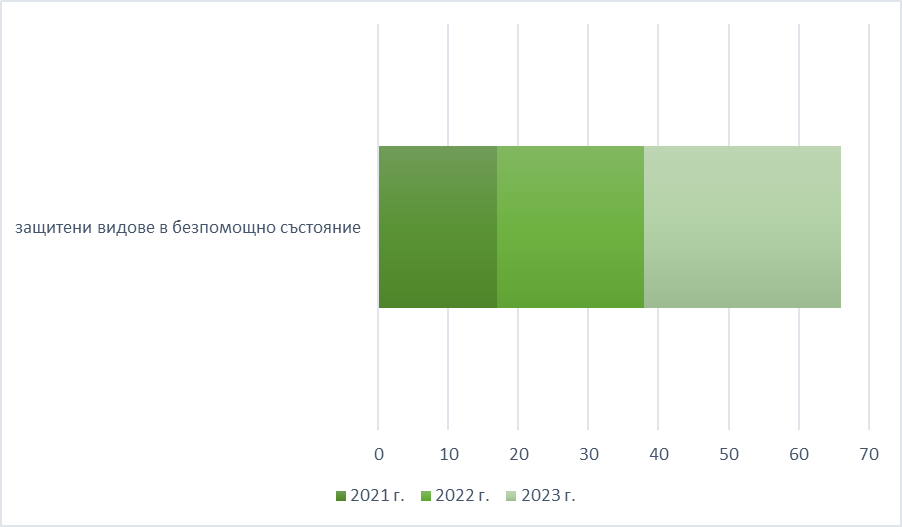 защитени видове в безпомощно състояние
0 10 20 30 40 50 60 70
2021 г. 2022 г. 2023 г.